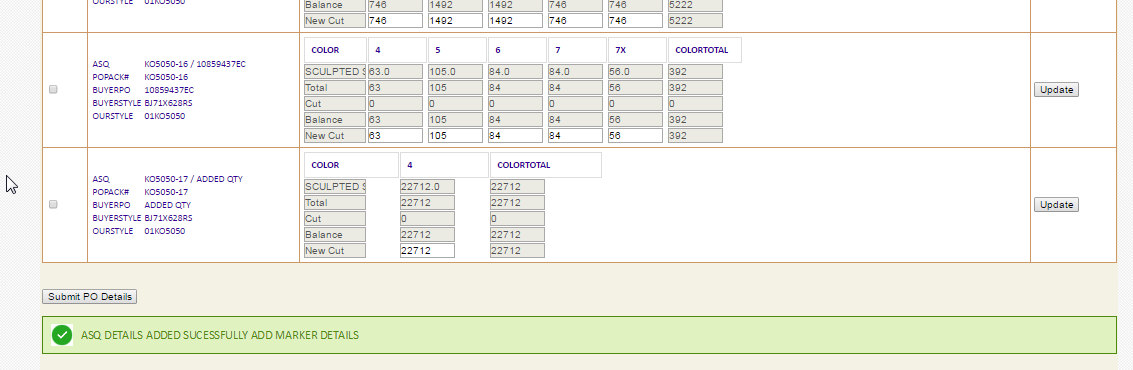 OURSTYLE 01KO5050
Balance 746 1492 1492 746 746 5222
New Cut 746 1492 1492 746 746 5222
COLOR 4 5 6 7 7X COLORTOTAL
ASQ KO5050-16 / 10859437EC
POPACK# KO5050-16
BUYERPO 10859437EC
BUYERSTYLE BJ71X628RS
OURSTYLE 01KO5050
SCULPTED S 63.0 105.0 84.0 84.0 56.0 392
Total 63 105 84 84 56 392
Cut 0 0 0 0 0 0
Balance 63 105 84 84 56 392
New Cut 63 105 84 84 56 392
Update
COLOR 4 COLORTOTAL
ASQ KO5050-17 / ADDED QTY
POPACK# KO5050-17
BUYERPO ADDED QTY
BUYERSTYLE BJ71X628RS
OURSTYLE 01KO5050
SCULPTED S 22712.0 22712
Total 22712 22712
Cut 0 0
Balance 22712 22712
New Cut 22712 22712
Update
Submit PO Details
ASQ DETAILS ADDED SUCESSFULLY ADD MARKER DETAILS